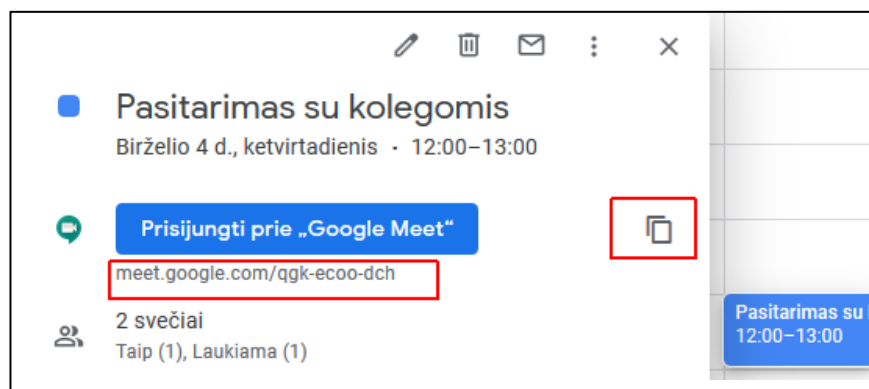 Pasitarimas su kolegomis
Birželio 4 d., ketvirtadienis · 12:00–13:00
Prisijungti prie „Google Meet“
meet.google.com/qgk-ecoo-dch
2 svečiai
Taip (1), Laukiama (1)
Pasitarimas su
12:00–13:00